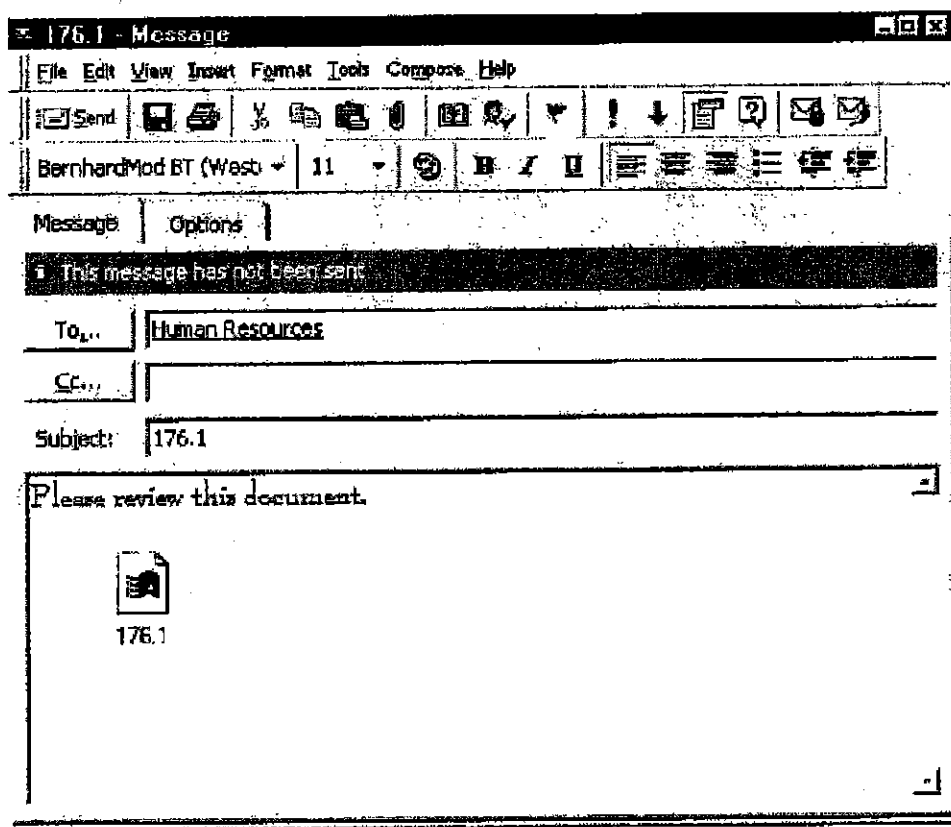 176.1 - Message
File Edit View Insert Format Tools Compose Help
Send
BernhardMod BT (West 11 B I U
Message Options
i This message has not been sent
To... Human Resources
Cc...
Subject: 176.1
Please review this document.
176.1